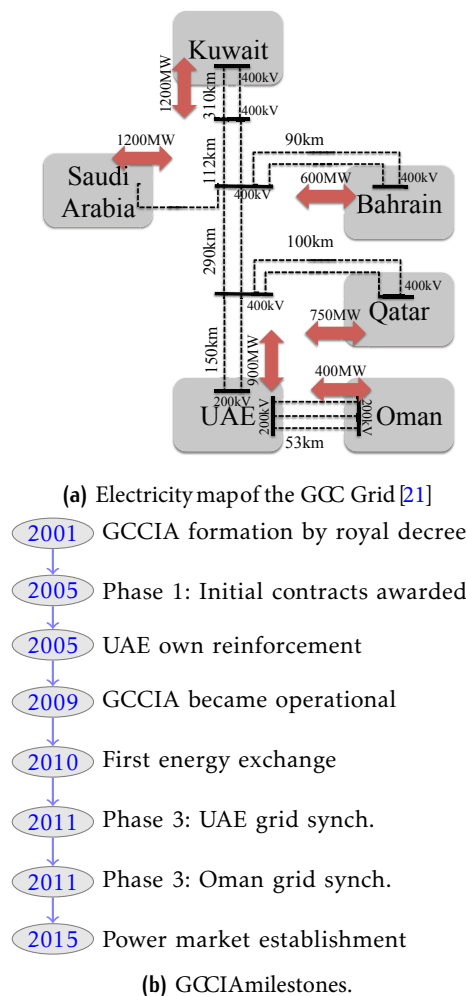 Kuwait
400kV
1200MW
310km
400kV
1200MW
112km
90km
Saudi
Arabia
400kV
600MW
400kV
Bahrain
290km
100km
400kV
400kV
Qatar
750MW
150km
900MW
400MW
200kV
UAE
200kV
200kV
Oman
53km
(a) Electricity map of the GCC Grid [21]
2001 GCCIA formation by royal decree
2005 Phase 1: Initial contracts awarded
2005 UAE own reinforcement
2009 GCCIA became operational
2010 First energy exchange
2011 Phase 3: UAE grid synch.
2011 Phase 3: Oman grid synch.
2015 Power market establishment
(b) GCCIA milestones.